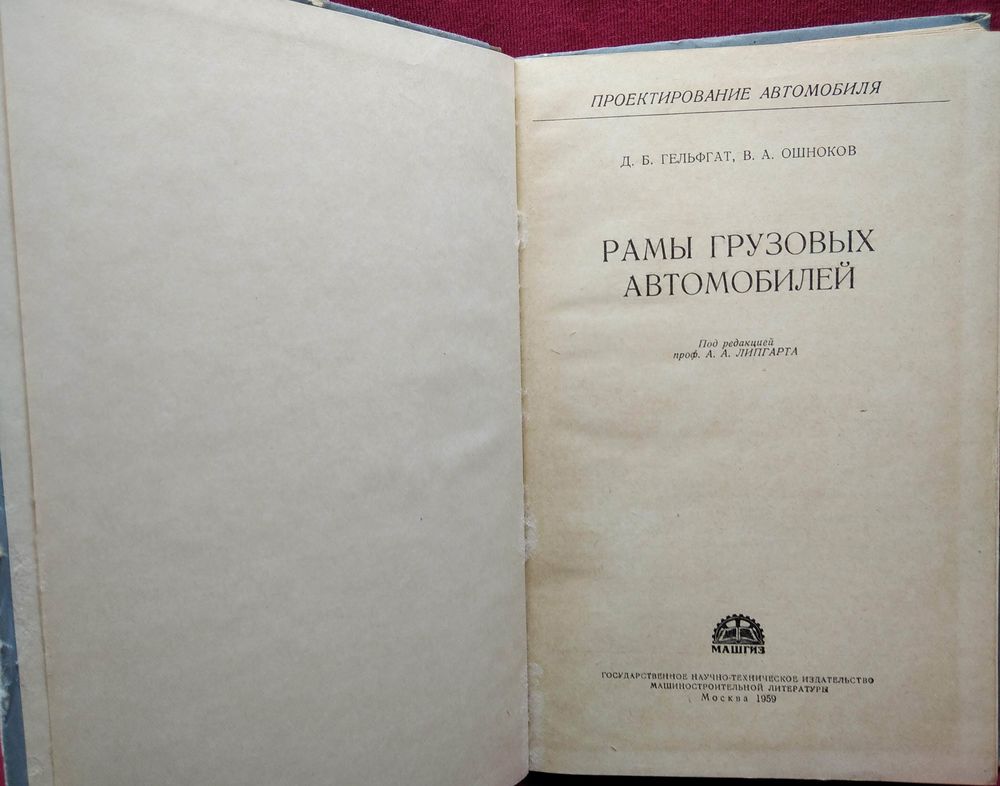 ПРОЕКТИРОВАНИЕ АВТОМОБИЛЯ
Д. Б. ГЕЛЬФГАТ, В. А. ОШНОКОВ
РАМЫ ГРУЗОВЫХ
АВТОМОБИЛЕЙ
Под редакцией
проф. А. А. ЛИПГАРТА
МАШГИЗ
ГОСУДАРСТВЕННОЕ НАУЧНО-ТЕХНИЧЕСКОЕ ИЗДАТЕЛЬСТВО
МАШИНОСТРОИТЕЛЬНОЙ ЛИТЕРАТУРЫ
Москва 1959